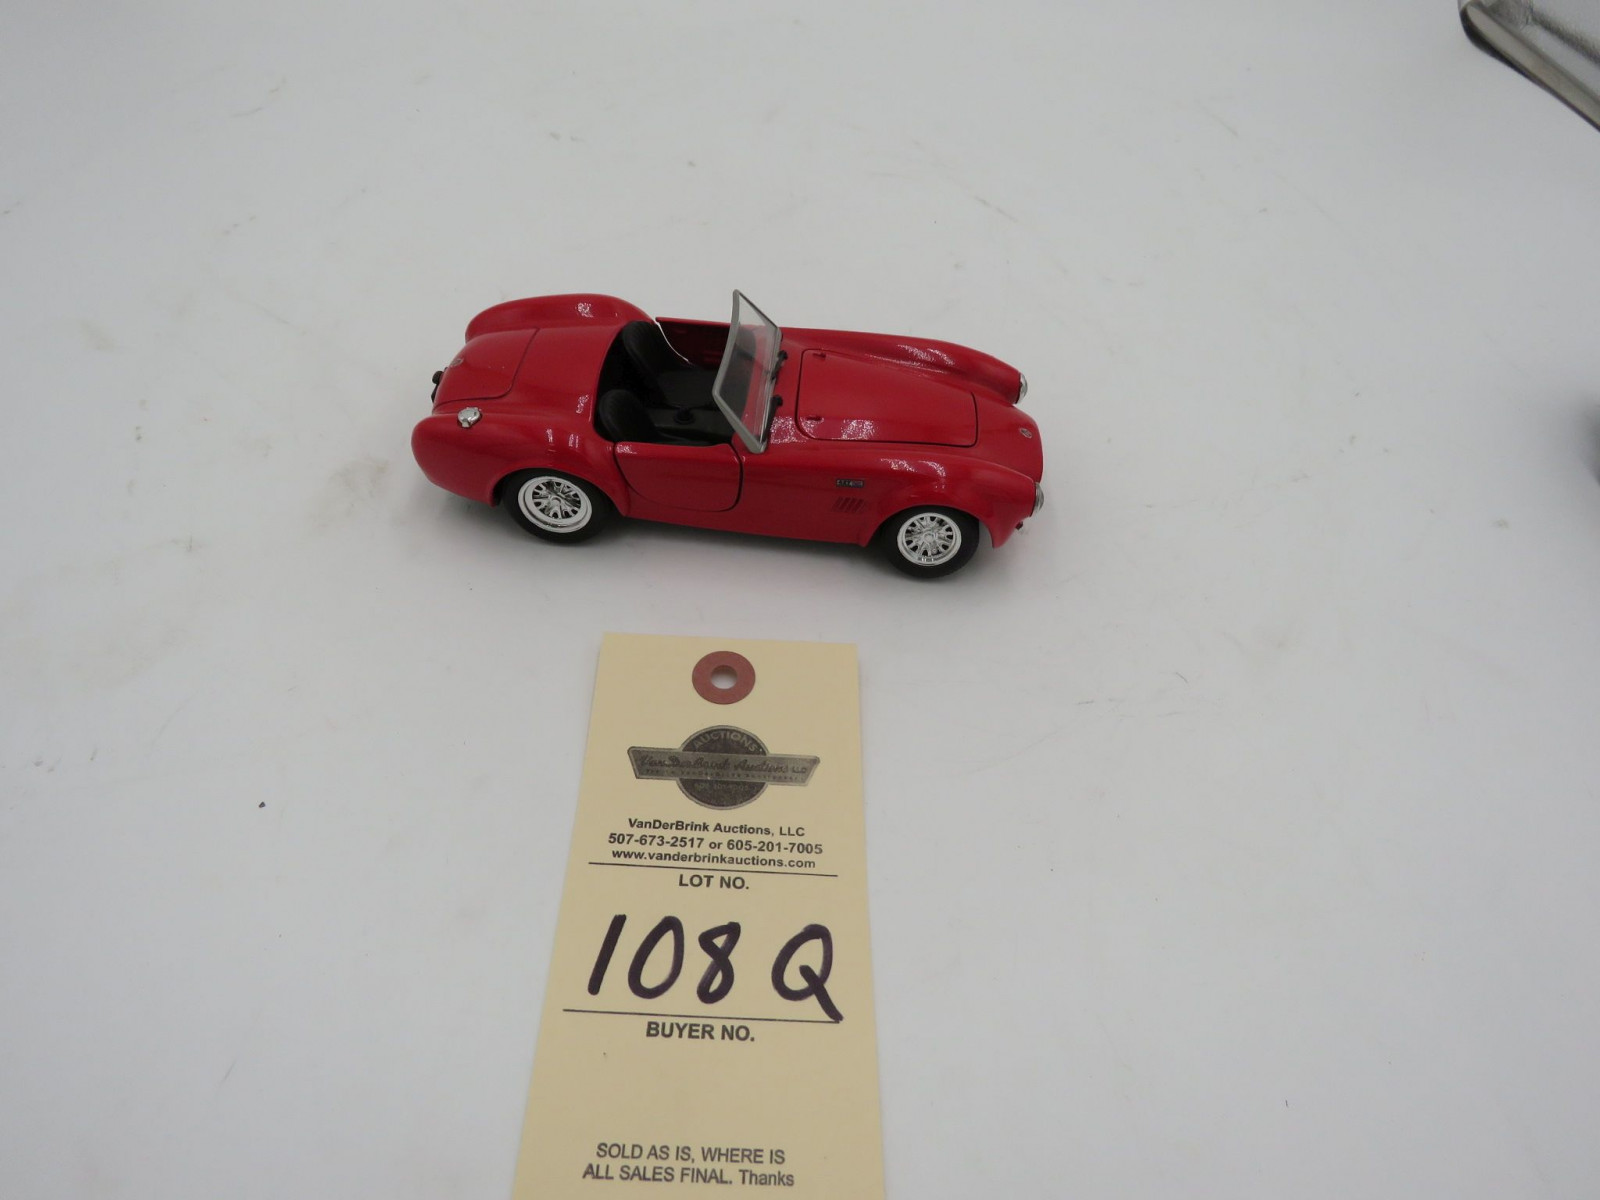 AUCTIONS
VanDerBrink Auctions LLC
VanDerBrink Auctions, LLC
507-673-2517 or 605-201-7005
www.vanderbrinkauctions.com
LOT NO.
108 Q
BUYER NO.
SOLD AS IS, WHERE IS
ALL SALES FINAL. Thanks